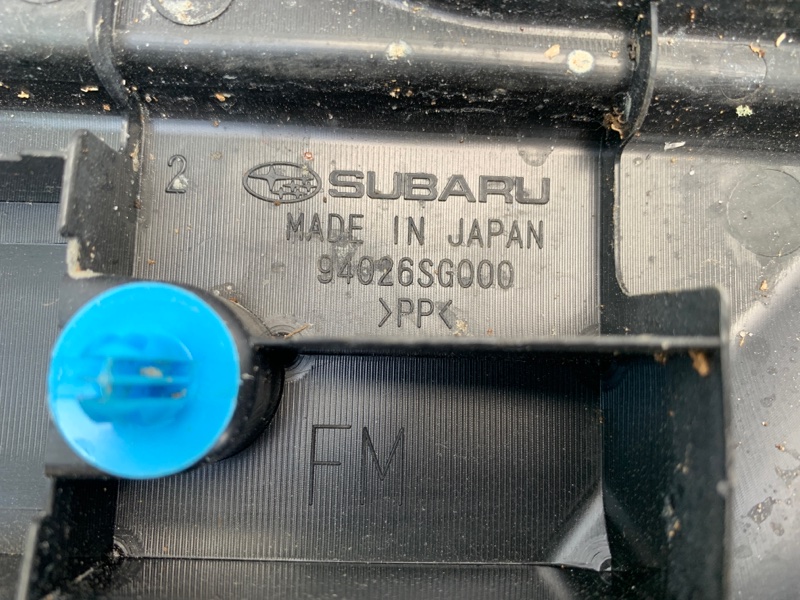 2
SUBARU
MADE IN JAPAN
94026SG000
>PP<
FM